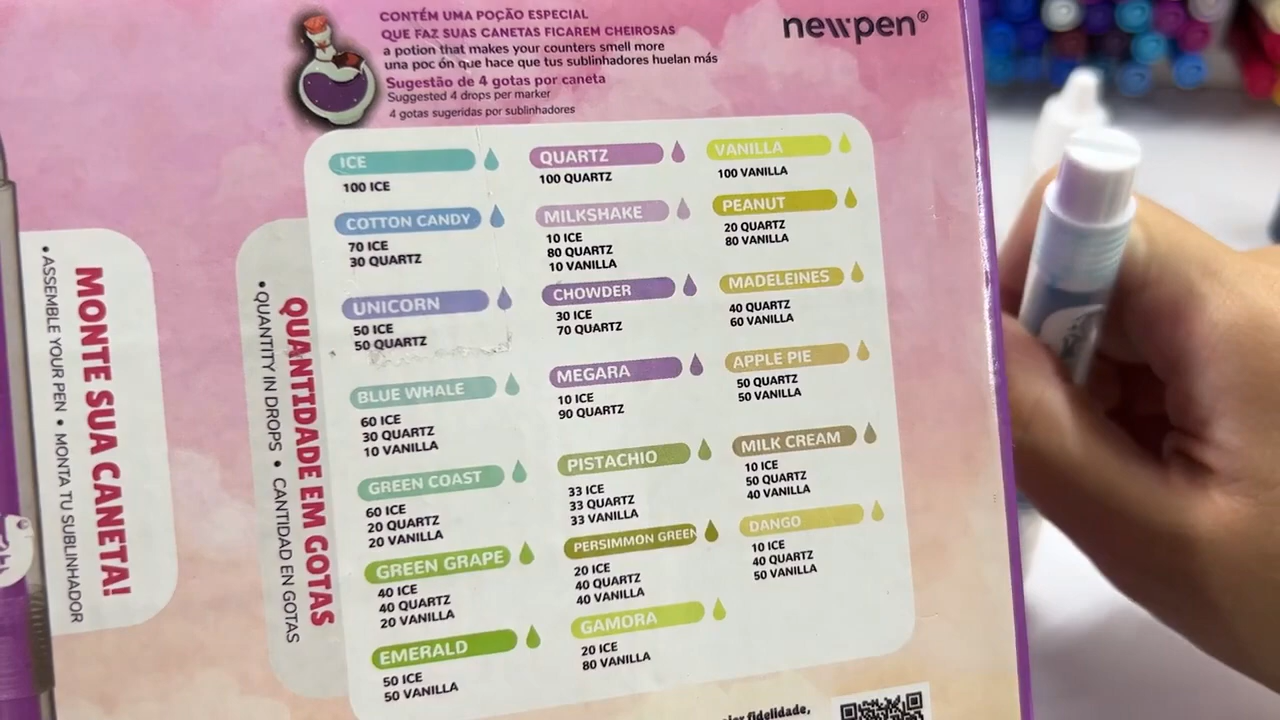 CONTÉM UMA POÇÃO ESPECIAL
QUE FAZ SUAS CANETAS FICAREM CHEIROSAS
a potion that makes your counters smell more
una poc ón que hace que tus sublinhadores huelan más
Sugestão de 4 gotas por caneta
Suggested 4 drops per marker
4 gotas sugeridas por sublinhadores
newpen®
MONTE SUA CANETA!
• ASSEMBLE YOUR PEN • MONTA TU SUBLINHADOR
QUANTIDADE EM GOTAS
• QUANTITY IN DROPS • CANTIDAD EN GOTAS
ICE
100 ICE
COTTON CANDY
70 ICE
30 QUARTZ
UNICORN
50 ICE
50 QUARTZ
BLUE WHALE
60 ICE
30 QUARTZ
10 VANILLA
GREEN COAST
60 ICE
20 QUARTZ
20 VANILLA
GREEN GRAPE
40 ICE
40 QUARTZ
20 VANILLA
EMERALD
50 ICE
50 VANILLA
QUARTZ
100 QUARTZ
MILKSHAKE
10 ICE
80 QUARTZ
10 VANILLA
CHOWDER
30 ICE
70 QUARTZ
MEGARA
10 ICE
90 QUARTZ
PISTACHIO
33 ICE
33 QUARTZ
33 VANILLA
PERSIMMON GREEN
20 ICE
40 QUARTZ
40 VANILLA
GAMORA
20 ICE
80 VANILLA
VANILLA
100 VANILLA
PEANUT
20 QUARTZ
80 VANILLA
MADELEINES
40 QUARTZ
60 VANILLA
APPLE PIE
50 QUARTZ
50 VANILLA
MILK CREAM
10 ICE
50 QUARTZ
40 VANILLA
DANGO
10 ICE
40 QUARTZ
50 VANILLA
fidelidade,